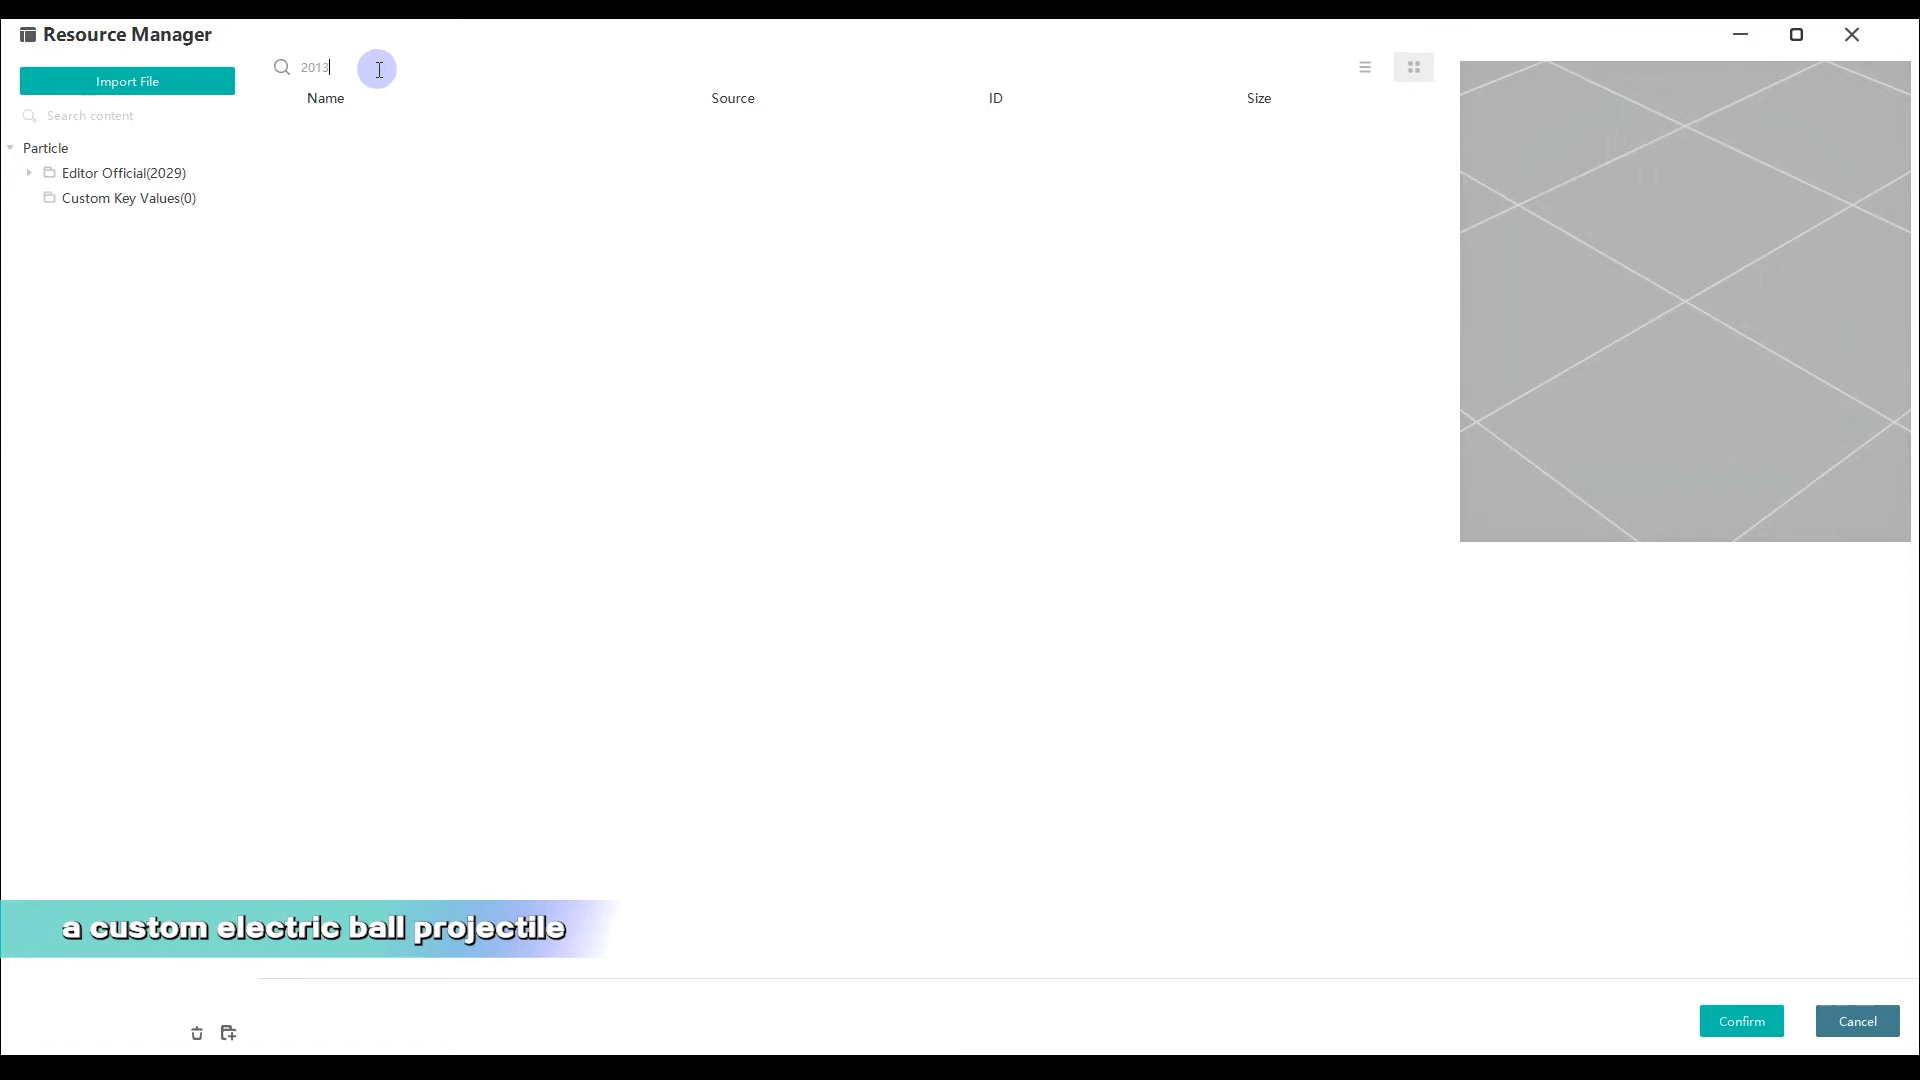 Resource Manager
Import File
2013
Search content
Name
Source
ID
Size
Particle
Editor Official(2029)
Custom Key Values(0)
a custom electric ball projectile
Confirm
Cancel